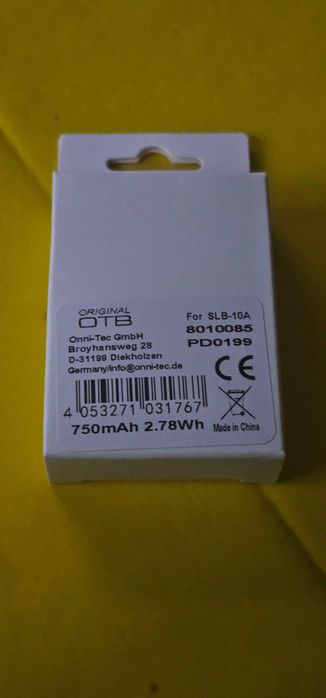 ORIGINAL
OTB
Onni-Tec GmbH
Broyhansweg 28
D-31199 Diekholzen
Germany/info@onni-tec.de
For SLB-10A
8010085
PD0199
CE
4 053271 031767
750mAh 2.78Wh
Made in China